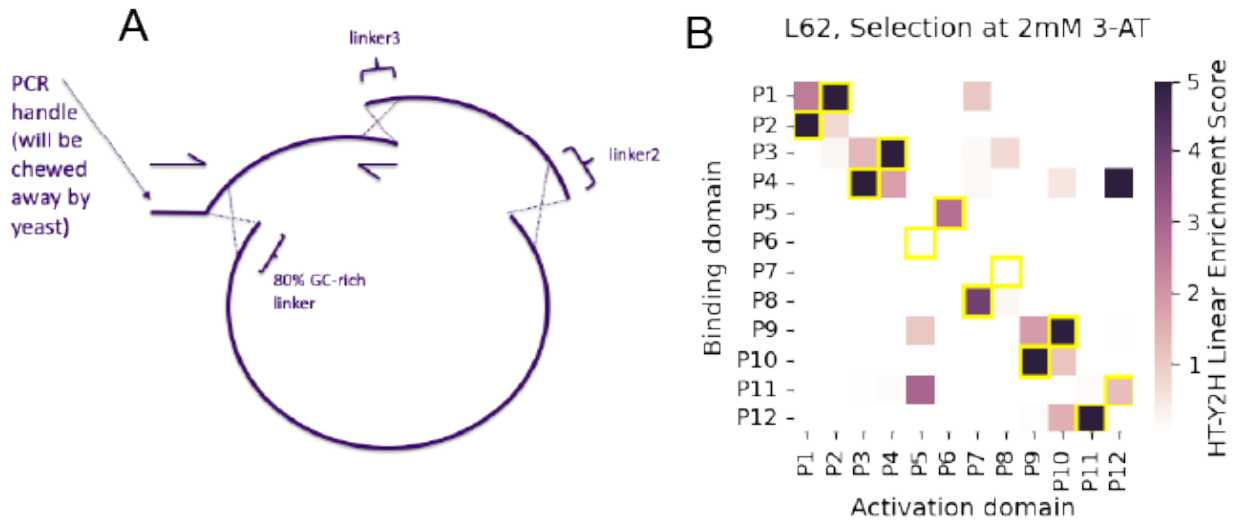 A
linker3
PCR
handle
(will be
chewed
away by
yeast)
linker2
80% GC-rich
linker
B
L62, Selection at 2mM 3-AT
Binding domain
P1
P2
P3
P4
P5
P6
P7
P8
P9
P10
P11
P12
P1
P2
P3
P4
P5
P6
P7
P8
P9
P10
P11
P12
Activation domain
5
4
3
2
1
HT-Y2H Linear Enrichment Score